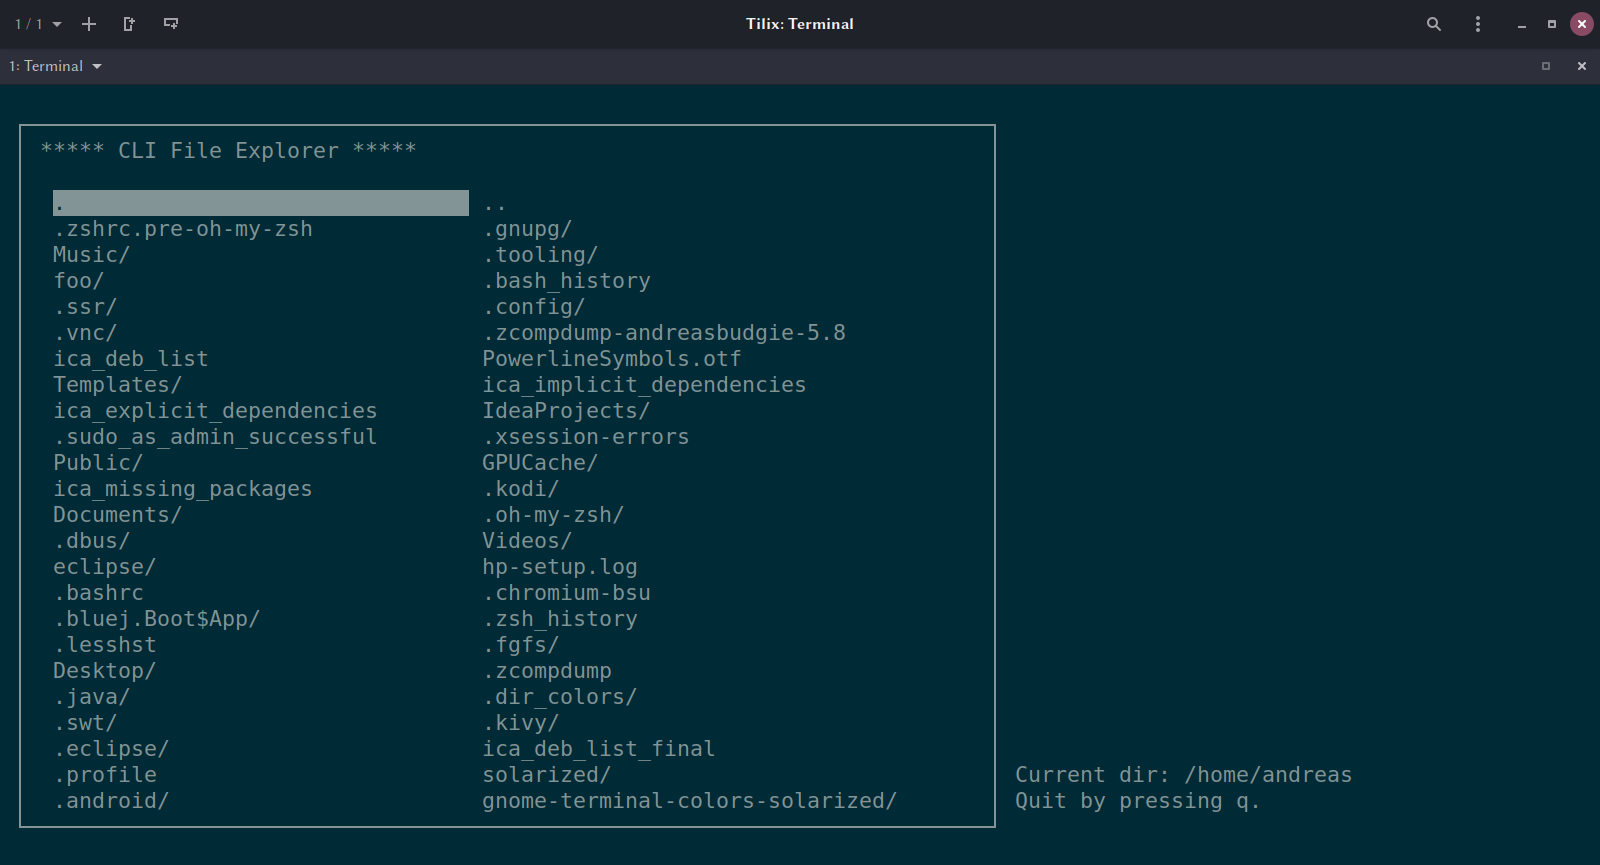 1 / 1
Tilix: Terminal
1: Terminal
***** CLI File Explorer *****
. ..
.zshrc.pre-oh-my-zsh .gnupg/
Music/ .tooling/
foo/ .bash_history
.ssr/ .config/
.vnc/ .zcompdump-andreasbudgie-5.8
ica_deb_list PowerlineSymbols.otf
Templates/ ica_implicit_dependencies
ica_explicit_dependencies IdeaProjects/
.sudo_as_admin_successful .xsession-errors
Public/ GPUCache/
ica_missing_packages .kodi/
Documents/ .oh-my-zsh/
.dbus/ Videos/
eclipse/ hp-setup.log
.bashrc .chromium-bsu
.bluej.Boot$App/ .zsh_history
.lesshst .fgfs/
Desktop/ .zcompdump
.java/ .dir_colors/
.swt/ .kivy/
.eclipse/ ica_deb_list_final
.profile solarized/
.android/ gnome-terminal-colors-solarized/
Current dir: /home/andreas
Quit by pressing q.